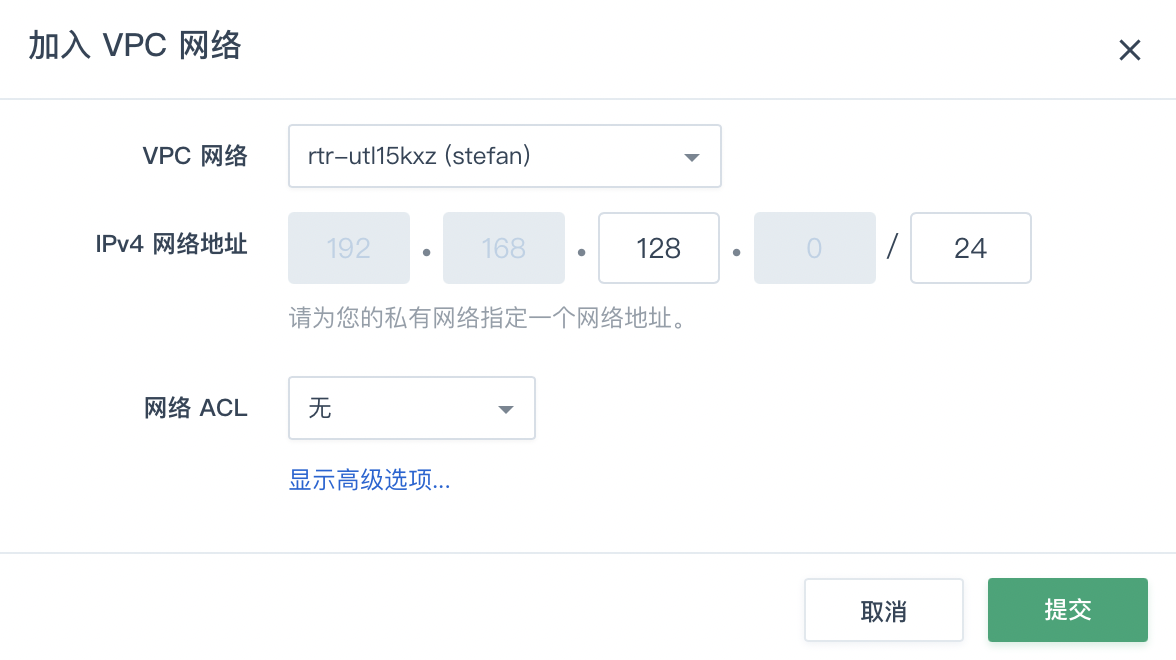 加入 VPC 网络
VPC 网络 rtr-utl15kxz (stefan)
IPv4 网络地址 192 . 168 . 128 . 0 / 24
请为您的私有网络指定一个网络地址。
网络 ACL 无
显示高级选项...
取消 提交